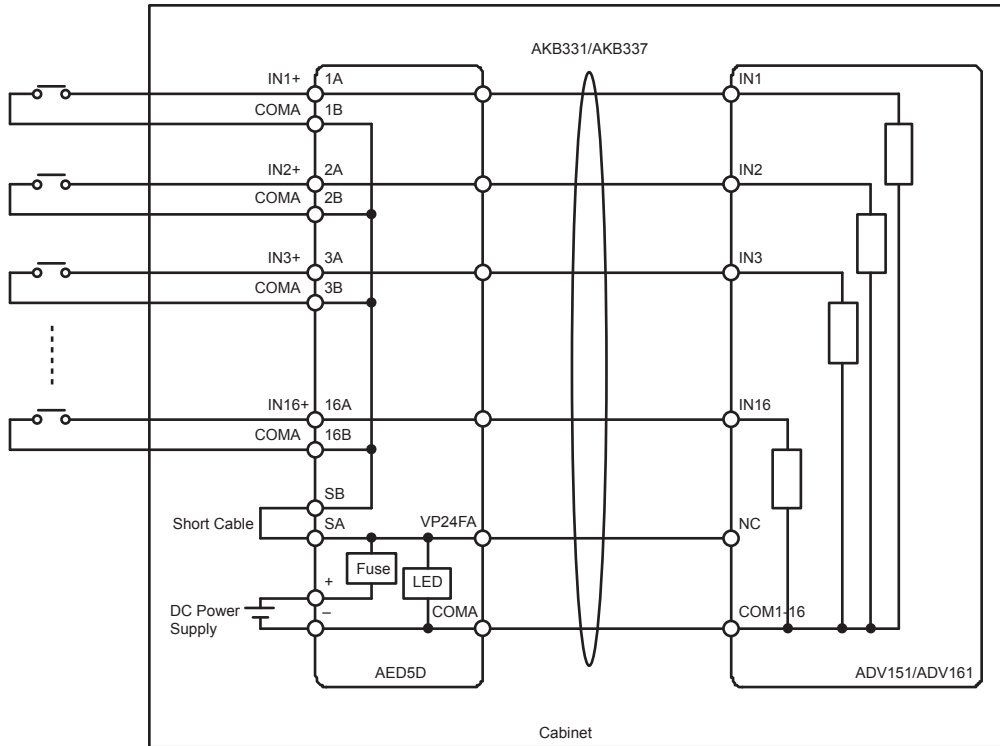 AKB331/AKB337
IN1+ 1A IN1
COMA 1B
IN2+ 2A IN2
COMA 2B
IN3+ 3A IN3
COMA 3B
IN16+ 16A IN16
COMA 16B
SB
Short Cable SA VP24FA NC
Fuse LED
+
DC Power
Supply
– COMA COM1-16
AED5D ADV151/ADV161
Cabinet